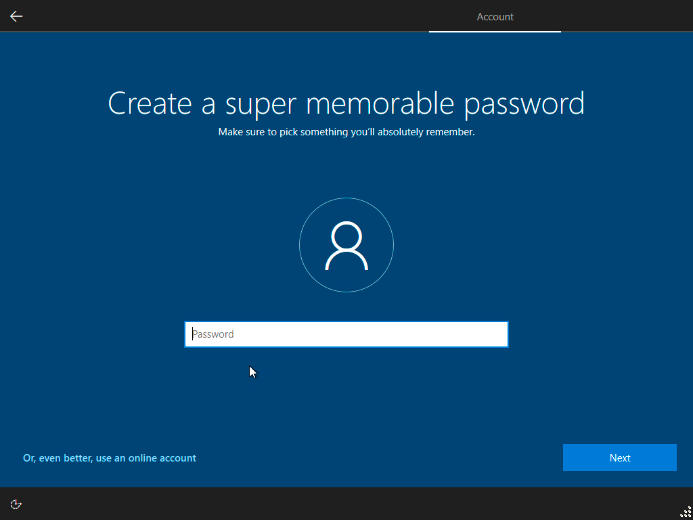 Account
Create a super memorable password
Make sure to pick something you'll absolutely remember.
Password
Or, even better, use an online account
Next